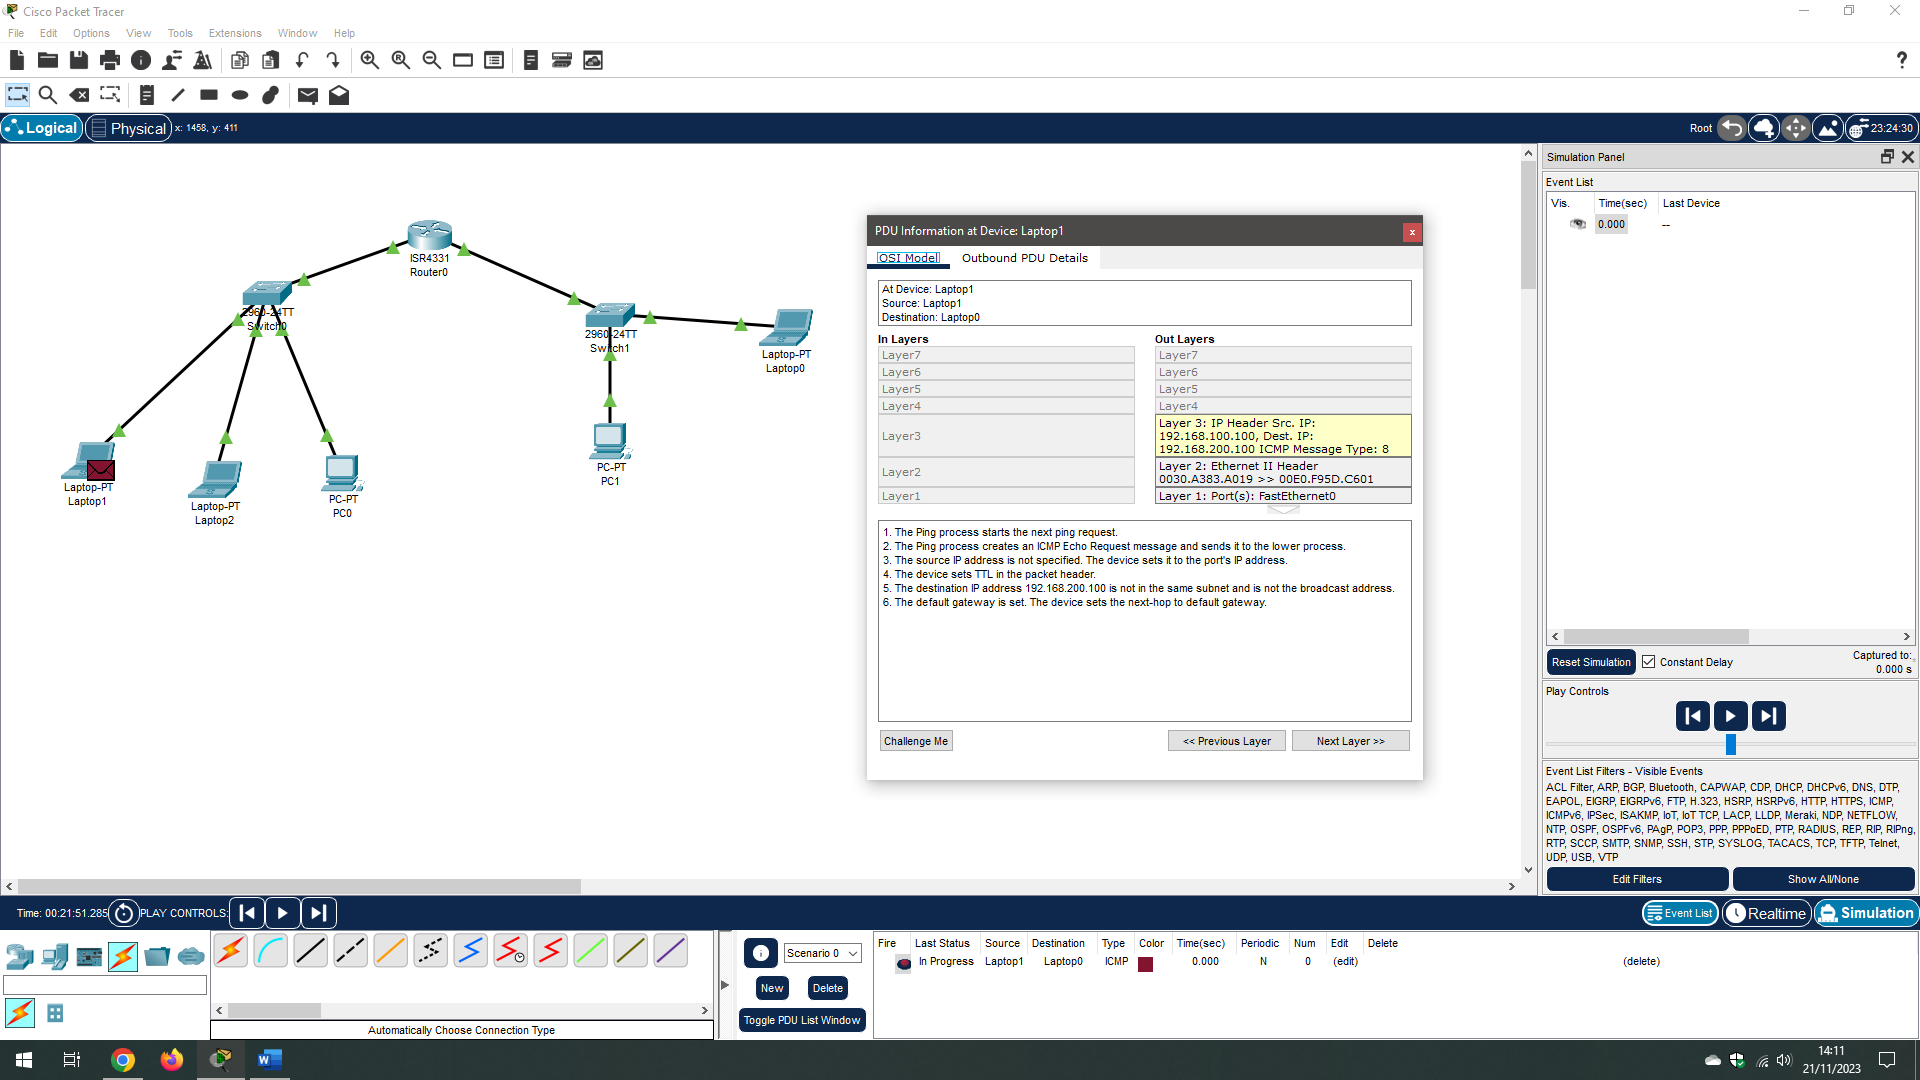 Cisco Packet Tracer
File Edit Options View Tools Extensions Window Help
Logical Physical x: 1458, y: 411
Root 23:24:30
ISR4331
Router0
2960-24TT
Switch0
2960-24TT
Switch1
Laptop-PT
Laptop0
PC-PT
PC1
Laptop-PT
Laptop1
Laptop-PT
Laptop2
PC-PT
PC0
PDU Information at Device: Laptop1
x
OSI Model Outbound PDU Details
At Device: Laptop1
Source: Laptop1
Destination: Laptop0
In Layers
Layer7
Layer6
Layer5
Layer4
Layer3
Layer2
Layer1
Out Layers
Layer7
Layer6
Layer5
Layer4
Layer 3: IP Header Src. IP:
192.168.100.100, Dest. IP:
192.168.200.100 ICMP Message Type: 8
Layer 2: Ethernet II Header
0030.A383.A019 >> 00E0.F95D.C601
Layer 1: Port(s): FastEthernet0
1. The Ping process starts the next ping request.
2. The Ping process creates an ICMP Echo Request message and sends it to the lower process.
3. The source IP address is not specified. The device sets it to the port's IP address.
4. The device sets TTL in the packet header.
5. The destination IP address 192.168.200.100 is not in the same subnet and is not the broadcast address.
6. The default gateway is set. The device sets the next-hop to default gateway.
Challenge Me << Previous Layer Next Layer >>
Simulation Panel
Event List
Vis. Time(sec) Last Device
0.000 --
Reset Simulation Constant Delay
Captured to:
0.000 s
Play Controls
Event List Filters - Visible Events
ACL Filter, ARP, BGP, Bluetooth, CAPWAP, CDP, DHCP, DHCPv6, DNS, DTP,
EAPOL, EIGRP, EIGRPv6, FTP, H.323, HSRP, HSRPv6, HTTP, HTTPS, ICMP,
ICMPv6, IPSec, ISAKMP, IoT, IoT TCP, LACP, LLDP, Meraki, NDP, NETFLOW,
NTP, OSPF, OSPFv6, PAgP, POP3, PPP, PPPoED, PTP, RADIUS, REP, RIP, RIPng,
RTP, SCCP, SMTP, SNMP, SSH, STP, SYSLOG, TACACS, TCP, TFTP, Telnet,
UDP, USB, VTP
Edit Filters Show All/None
Time: 00:21:51.285 PLAY CONTROLS:
Event List Realtime Simulation
Automatically Choose Connection Type
Scenario 0
New Delete
Toggle PDU List Window
Fire Last Status Source Destination Type Color Time(sec) Periodic Num Edit Delete
In Progress Laptop1 Laptop0 ICMP 0.000 N 0 (edit) (delete)
14:11
21/11/2023